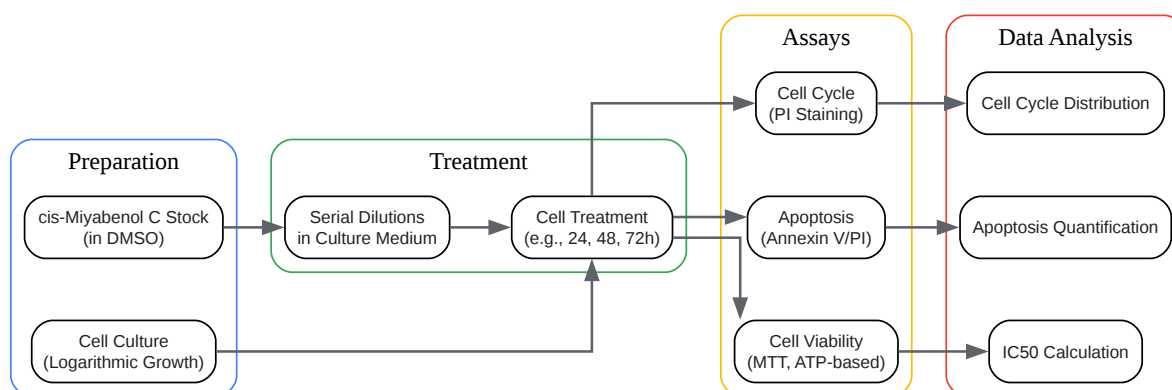 Preparation
cis-Miyabenol C Stock
(in DMSO)
Cell Culture
(Logarithmic Growth)
Treatment
Serial Dilutions
in Culture Medium
Cell Treatment
(e.g., 24, 48, 72h)
Assays
Cell Cycle
(PI Staining)
Apoptosis
(Annexin V/PI)
Cell Viability
(MTT, ATP-based)
Data Analysis
Cell Cycle Distribution
Apoptosis Quantification
IC50 Calculation